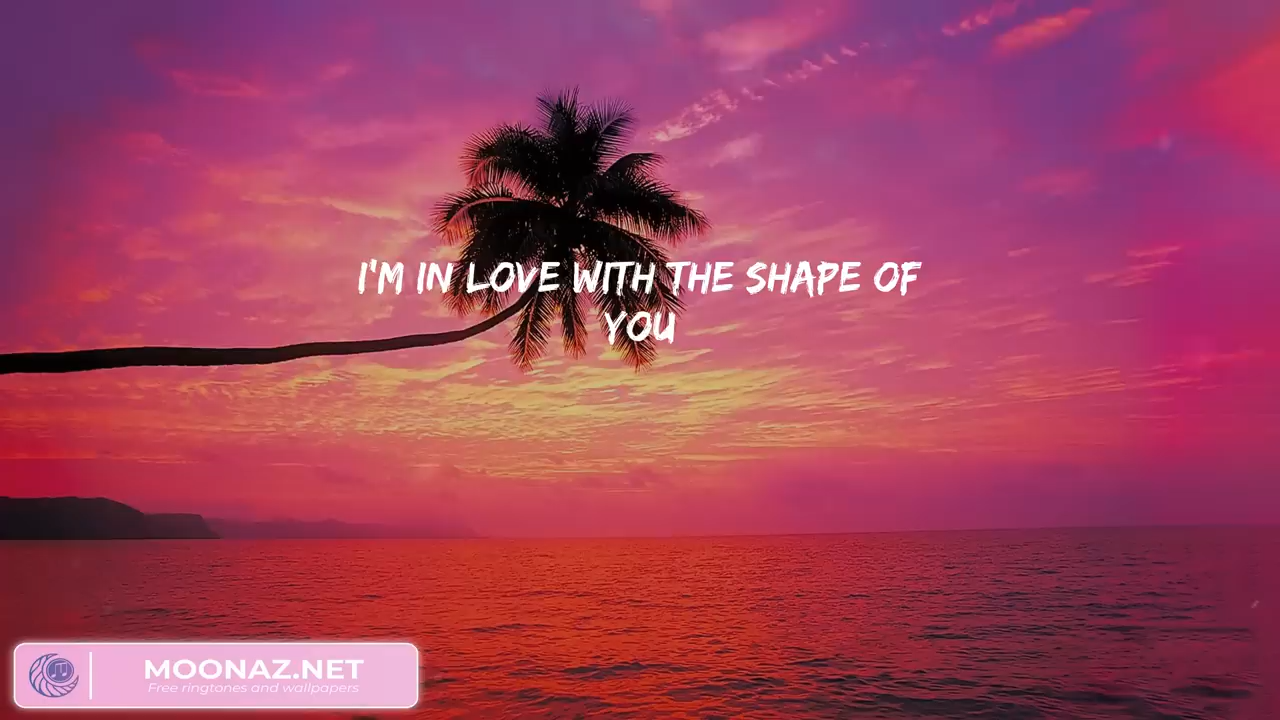 I'M IN LOVE WITH THE SHAPE OF
YOU
MOONAZ.NET
Free ringtones and wallpapers